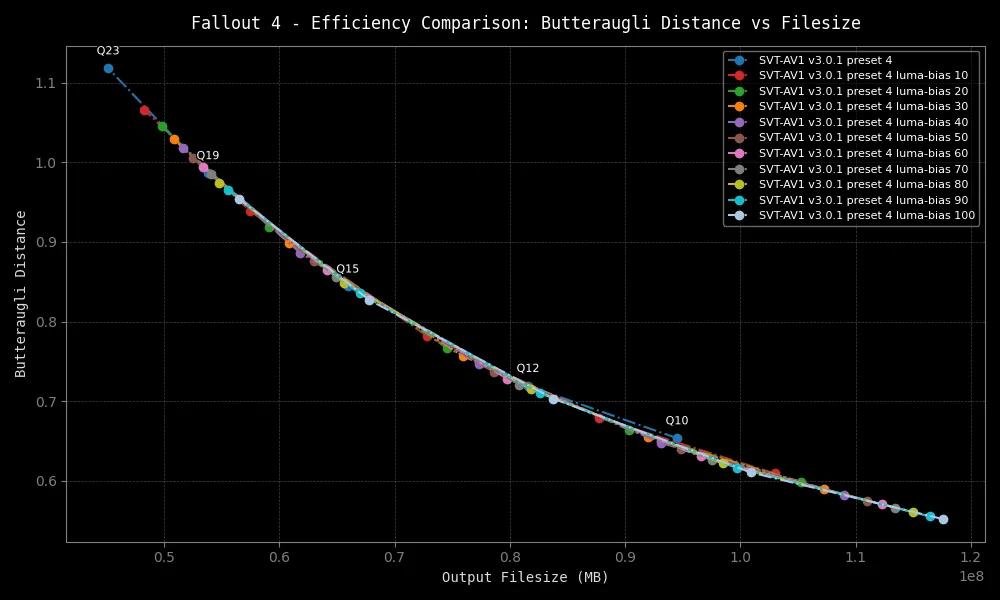 Fallout 4 - Efficiency Comparison: Butteraugli Distance vs Filesize
Q23
Q19
Q15
Q12
Q10
SVT-AV1 v3.0.1 preset 4
SVT-AV1 v3.0.1 preset 4 luma-bias 10
SVT-AV1 v3.0.1 preset 4 luma-bias 20
SVT-AV1 v3.0.1 preset 4 luma-bias 30
SVT-AV1 v3.0.1 preset 4 luma-bias 40
SVT-AV1 v3.0.1 preset 4 luma-bias 50
SVT-AV1 v3.0.1 preset 4 luma-bias 60
SVT-AV1 v3.0.1 preset 4 luma-bias 70
SVT-AV1 v3.0.1 preset 4 luma-bias 80
SVT-AV1 v3.0.1 preset 4 luma-bias 90
SVT-AV1 v3.0.1 preset 4 luma-bias 100
Butteraugli Distance
1.1
1.0
0.9
0.8
0.7
0.6
0.5 0.6 0.7 0.8 0.9 1.0 1.1 1.2
1e8
Output Filesize (MB)